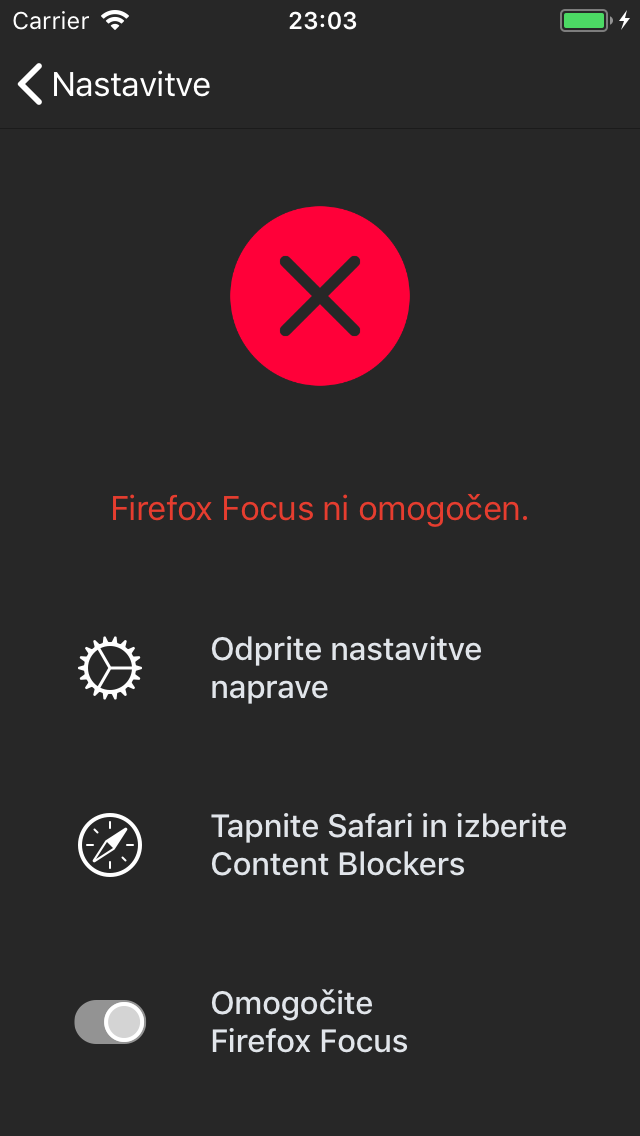 Carrier
23:03
Nastavitve
Firefox Focus ni omogočen.
Odprite nastavitve
naprave
Tapnite Safari in izberite
Content Blockers
Omogočite
Firefox Focus